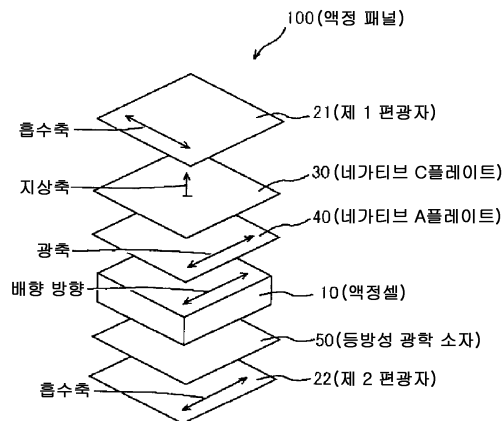 100(액정 패널)
21(제 1 편광자)
흡수축
지상축
30(네가티브 C플레이트)
40(네가티브 A플레이트)
광축
배향 방향
10(액정셀)
50(등방성 광학 소자)
22(제 2 편광자)
흡수축